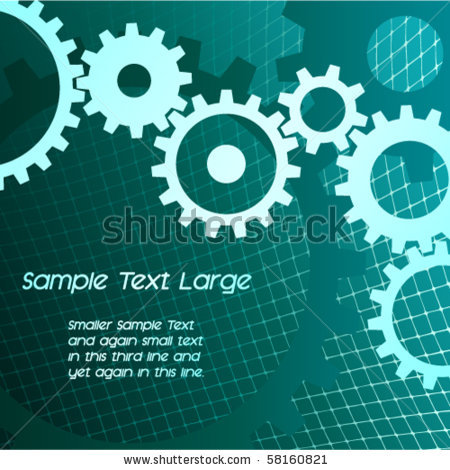 shutterstock
Sample Text Large
Smaller Sample Text
and again small text
in this third line and
yet again in this line.
www.shutterstock.com · 58160821